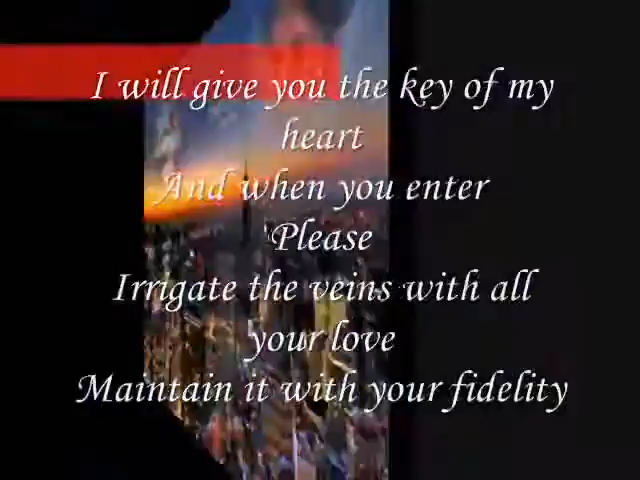 I will give you the key of my
heart
And when you enter
Please
Irrigate the veins with all
your love
Maintain it with your fidelity